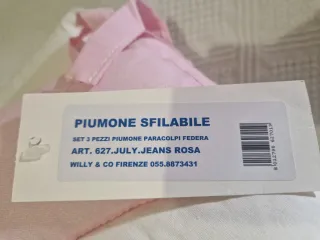 PIUMONE SFILABILE
SET 3 PEZZI PIUMONE PARACOLPI FEDERA
ART. 627.JULY.JEANS ROSA
WILLY & CO FIRENZE 055.8873431